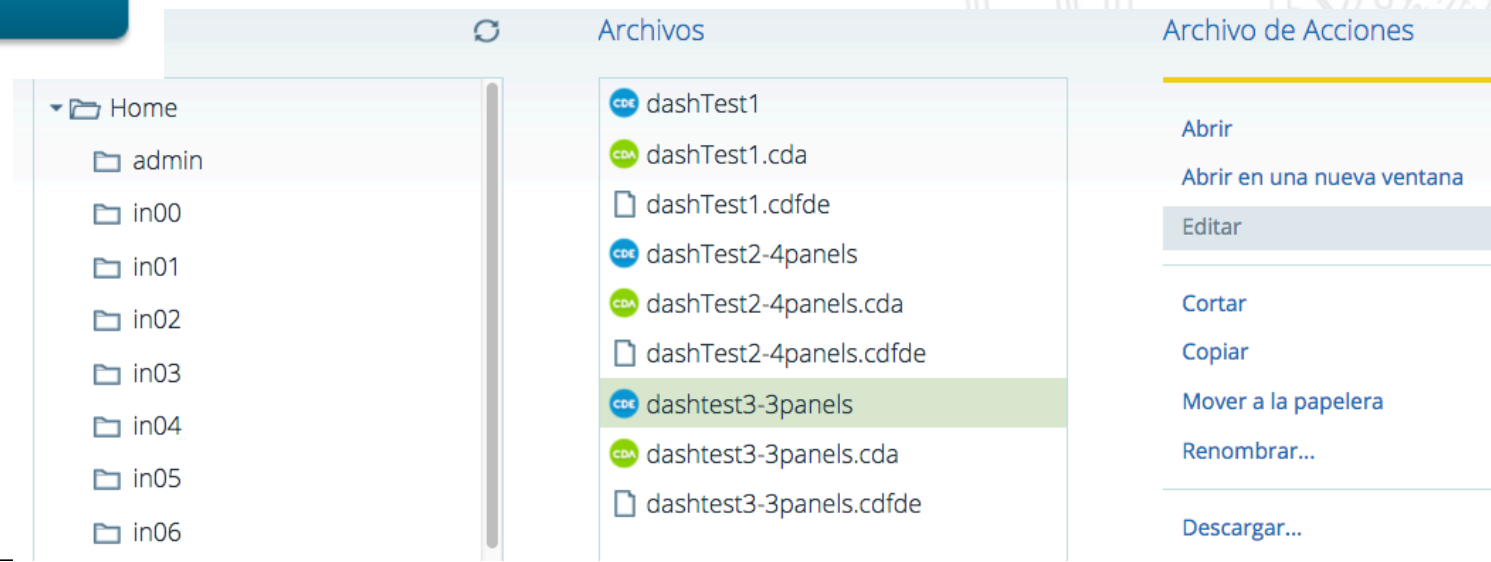 Archivos
Archivo de Acciones
Home
admin
in00
in01
in02
in03
in04
in05
in06
CDE dashTest1
CDA dashTest1.cda
dashTest1.cdfde
CDE dashTest2-4panels
CDA dashTest2-4panels.cda
dashTest2-4panels.cdfde
CDE dashtest3-3panels
CDA dashtest3-3panels.cda
dashtest3-3panels.cdfde
Abrir
Abrir en una nueva ventana
Editar
Cortar
Copiar
Mover a la papelera
Renombrar...
Descargar...